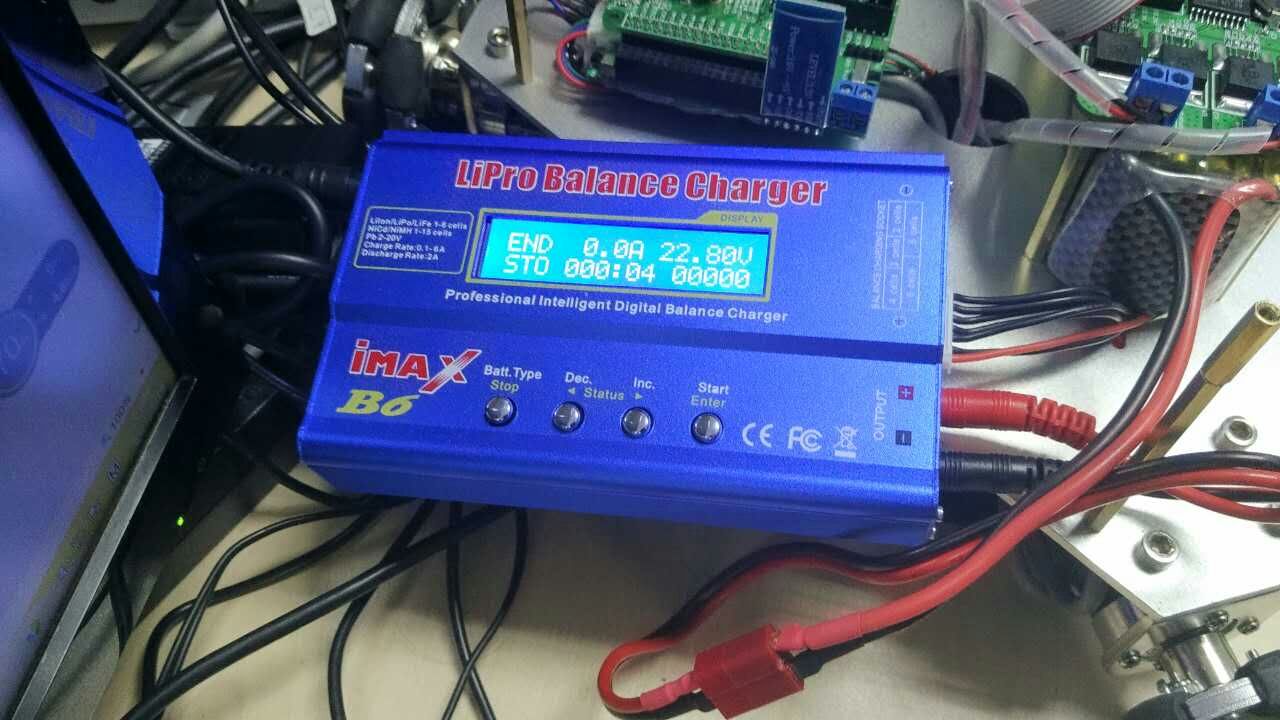 LiPro Balance Charger
DISPLAY
LiIon/LiPo/LiFe 1-6 cells
NiCd/NiMH 1-15 cells
Pb 2-20V
Charge Rate:0.1-6A
Discharge Rate:2A
END 0.0A 22.80V
STO 000:04 00000
Professional Intelligent Digital Balance Charger
iMAX
B6
Batt.Type
Stop
Dec.
Inc.
◄ Status ►
Start
Enter
CE FC
OUTPUT
+
-